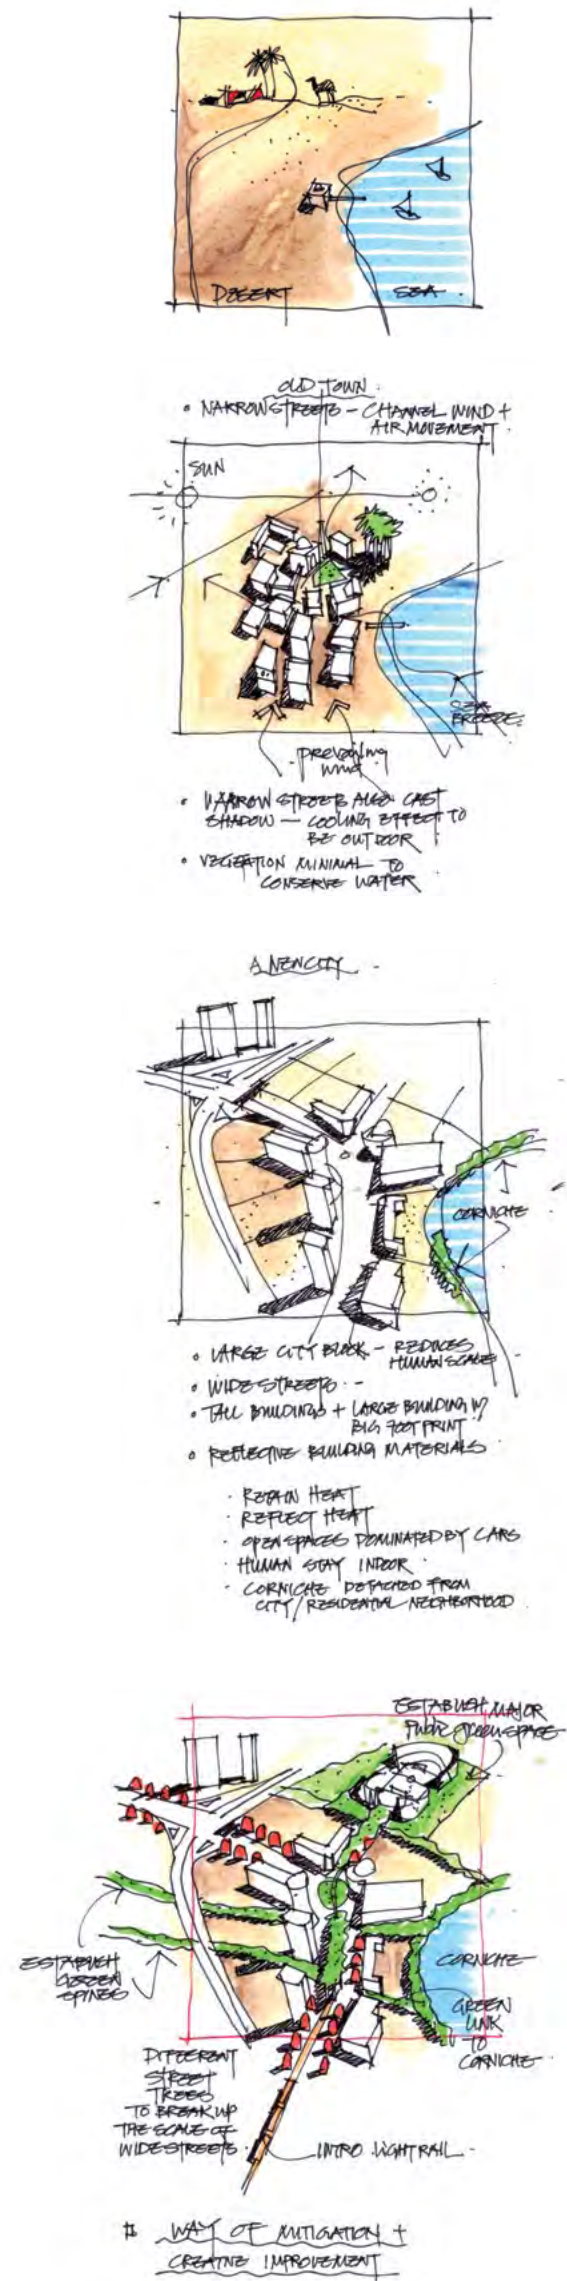 DESERT
SEA
OLD TOWN
• NARROW STREETS – CHANNEL WIND +
AIR MOVEMENT
SUN
SEA
BREEZE
prevailing
wind
• NARROW STREETS ALSO CAST
SHADOW — COOLING EFFECT TO
BE OUTDOOR
• VEGETATION MINIMAL TO
CONSERVE WATER
A NEW CITY
CORNICHE
• LARGE CITY BLOCK – REDUCES
HUMAN SCALE
• WIDE STREETS
• TALL BUILDINGS + LARGE BUILDING W/
BIG FOOTPRINT
• REFLECTIVE BUILDING MATERIALS
· RETAIN HEAT
· REFLECT HEAT
· OPEN SPACES DOMINATED BY CARS
· HUMAN STAY INDOOR
· CORNICHE DETACHED FROM
CITY/RESIDENTIAL NEIGHBORHOOD
ESTABLISH MAJOR
Public greenspace
ESTABLISH
GREEN
SPINES
CORNICHE
GREEN
LINK
TO
CORNICHE
DIFFERENT
STREET
TREES
TO BREAK UP
THE SCALE OF
WIDE STREETS
INTRO LIGHT RAIL
WAY OF MITIGATION +
CREATIVE IMPROVEMENT